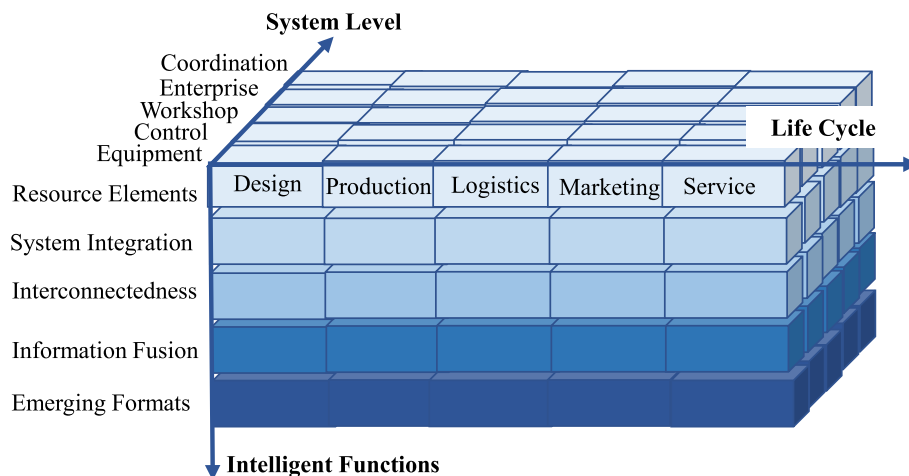 System Level
Coordination
Enterprise
Workshop
Control
Equipment
Life Cycle
Resource Elements
Design
Production
Logistics
Marketing
Service
System Integration
Interconnectedness
Information Fusion
Emerging Formats
Intelligent Functions